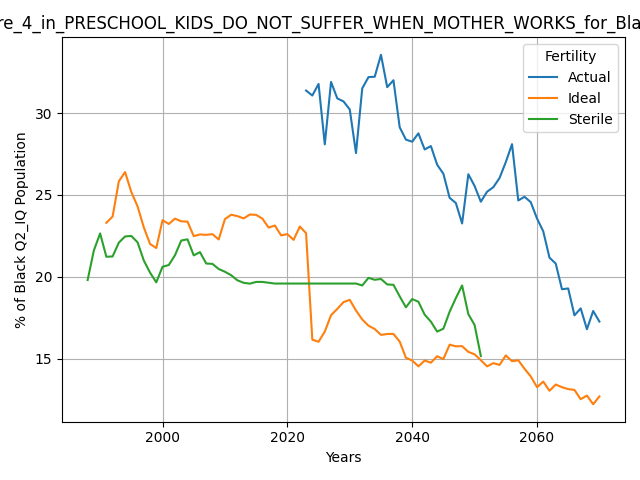 re_4_in_PRESCHOOL_KIDS_DO_NOT_SUFFER_WHEN_MOTHER_WORKS_for_Bla
Fertility
Actual
Ideal
Sterile
% of Black Q2_IQ Population
30
25
20
15
2000
2020
2040
2060
Years